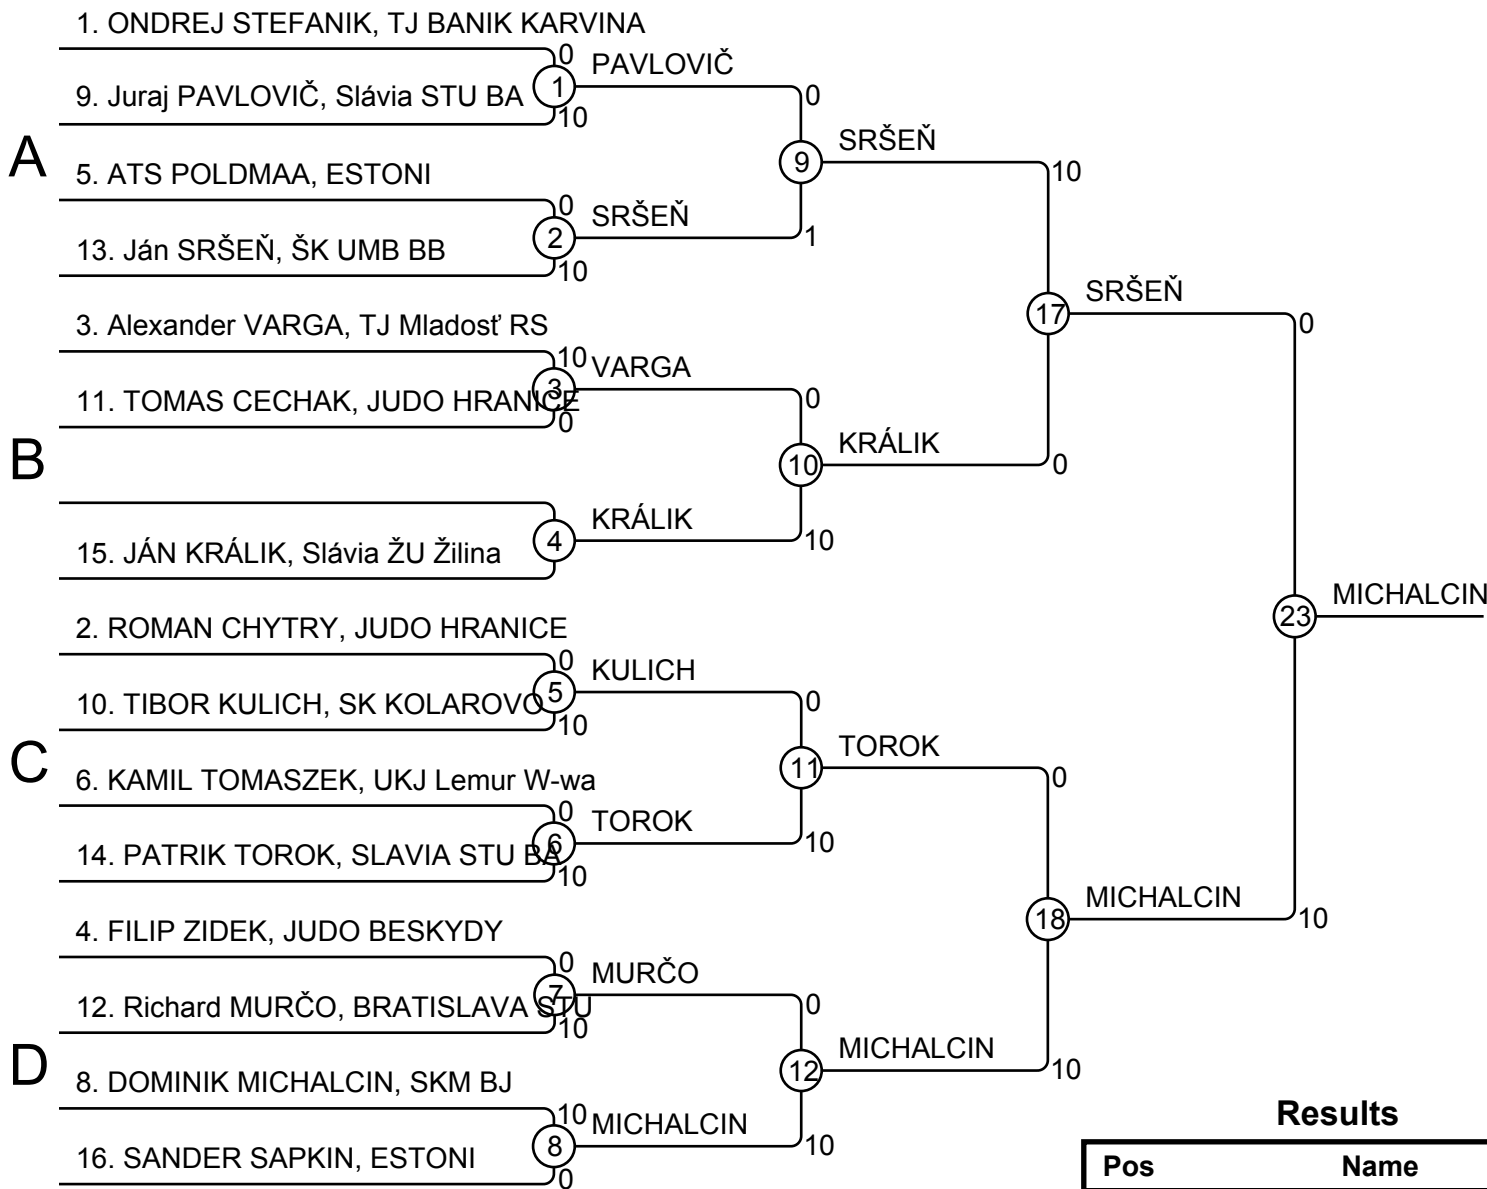 1. ONDREJ STEFANIK, TJ BANIK KARVINA
0
1
PAVLOVIČ
9. Juraj PAVLOVIČ, Slávia STU BA
10
0
A
9
SRŠEŇ
5. ATS POLDMAA, ESTONI
10
0
2
SRŠEŇ
1
13. Ján SRŠEŇ, ŠK UMB BB
10
17
SRŠEŇ
0
3. Alexander VARGA, TJ Mladosť RS
10
3
VARGA
0
11. TOMAS CECHAK, JUDO HRANICE
0
B
10
KRÁLIK
0
4
KRÁLIK
10
15. JÁN KRÁLIK, Slávia ŽU Žilina
23
MICHALCIN
2. ROMAN CHYTRY, JUDO HRANICE
0
5
KULICH
0
10. TIBOR KULICH, SK KOLAROVO
10
C
11
TOROK
0
6. KAMIL TOMASZEK, UKJ Lemur W-wa
0
6
TOROK
10
14. PATRIK TOROK, SLAVIA STU BA
10
18
MICHALCIN
10
4. FILIP ZIDEK, JUDO BESKYDY
0
7
MURČO
0
12. Richard MURČO, BRATISLAVA STU
10
D
12
MICHALCIN
10
8. DOMINIK MICHALCIN, SKM BJ
10
8
MICHALCIN
10
16. SANDER SAPKIN, ESTONI
0
Results
Pos Name